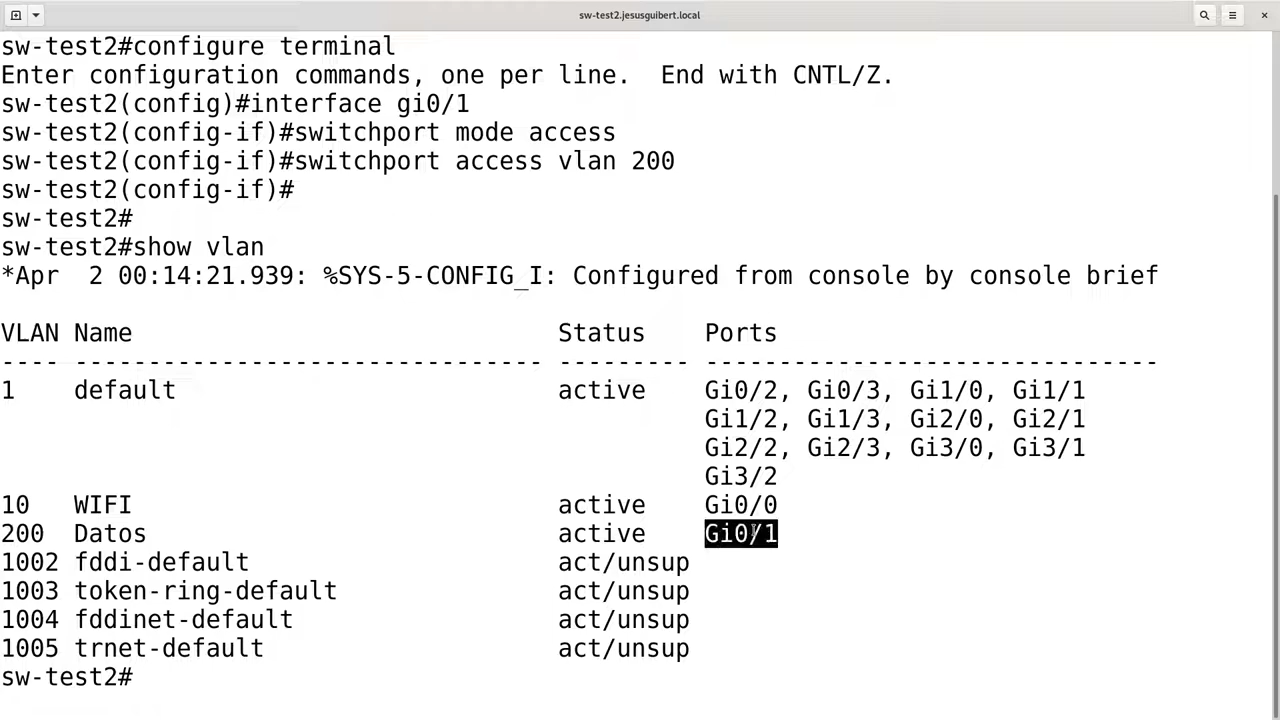 sw-test2.jesusguibert.local
sw-test2#configure terminal
Enter configuration commands, one per line.  End with CNTL/Z.
sw-test2(config)#interface gi0/1
sw-test2(config-if)#switchport mode access
sw-test2(config-if)#switchport access vlan 200
sw-test2(config-if)#
sw-test2#
sw-test2#show vlan
*Apr  2 00:14:21.939: %SYS-5-CONFIG_I: Configured from console by console brief
VLAN Name                             Status    Ports
---- -------------------------------- --------- -------------------------------
1    default                          active    Gi0/2, Gi0/3, Gi1/0, Gi1/1
                                                Gi1/2, Gi1/3, Gi2/0, Gi2/1
                                                Gi2/2, Gi2/3, Gi3/0, Gi3/1
                                                Gi3/2
10   WIFI                             active    Gi0/0
200  Datos                            active    Gi0/1
1002 fddi-default                     act/unsup
1003 token-ring-default               act/unsup
1004 fddinet-default                  act/unsup
1005 trnet-default                    act/unsup
sw-test2#